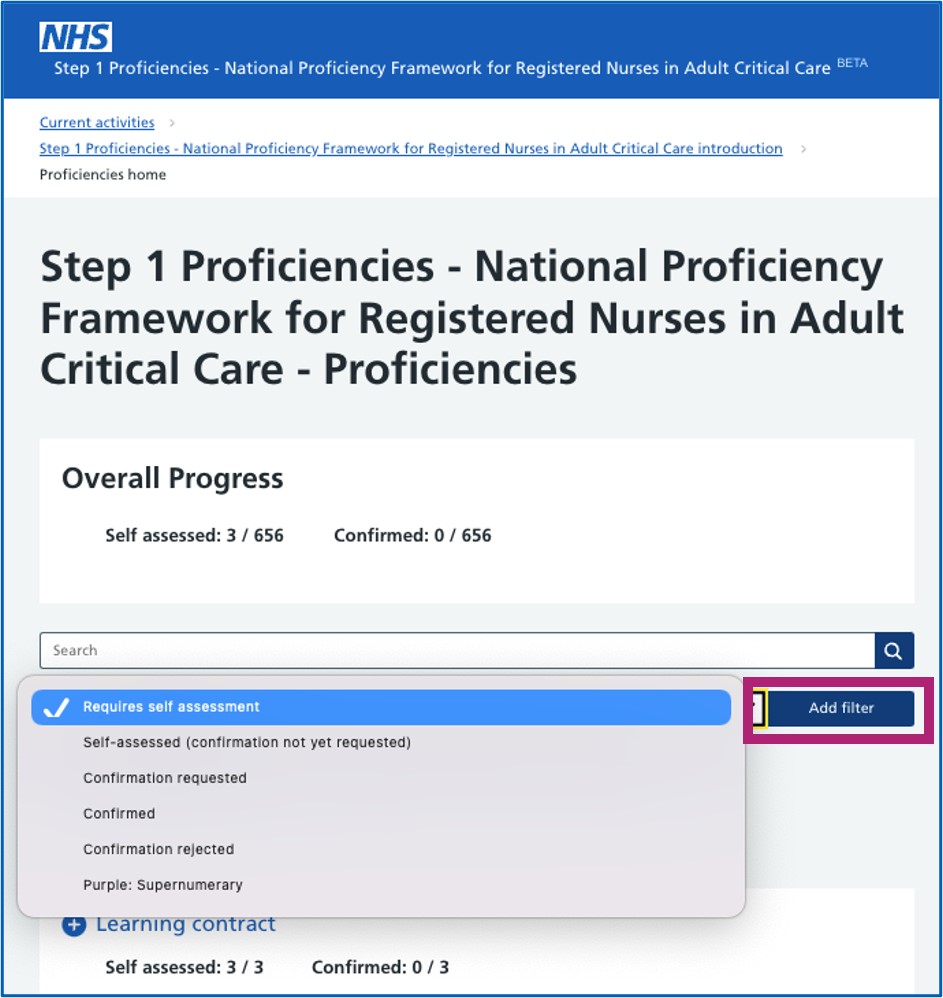 NHS
Step 1 Proficiencies - National Proficiency Framework for Registered Nurses in Adult Critical Care BETA
Current activities
Step 1 Proficiencies - National Proficiency Framework for Registered Nurses in Adult Critical Care introduction
Proficiencies home
Step 1 Proficiencies - National Proficiency
Framework for Registered Nurses in Adult
Critical Care - Proficiencies
Overall Progress
Self assessed: 3 / 656 Confirmed: 0 / 656
Search
Requires self assessment
Add filter
Self-assessed (confirmation not yet requested)
Confirmation requested
Confirmed
Confirmation rejected
Purple: Supernumerary
Learning contract
Self assessed: 3 / 3 Confirmed: 0 / 3